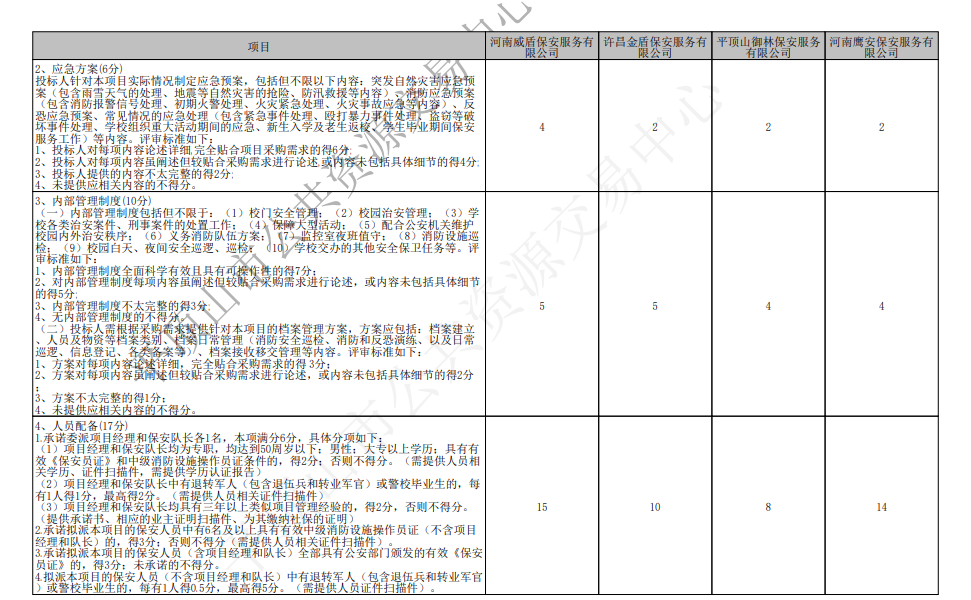 项目
河南威盾保安服务有
限公司
许昌金盾保安服务有
限公司
平顶山御林保安服务
有限公司
河南鹰安保安服务有
限公司
2、应急方案(6分)
投标人针对本项目实际情况制定应急预案，包括但不限以下内容：突发自然灾害应急预
案（包含雨雪天气的处理、地震等自然灾害的抢险、防汛救援等内容）、消防应急预案
（包含消防报警信号处理、初期火警处理、火灾紧急处理、火灾事故应急等内容）、反
恐应急预案、常见情况的应急处理（包含紧急事件处理、殴打暴力事件处理、盗窃等破
坏事件处理、学校组织重大活动期间的应急、新生入学及老生返校、学生毕业期间保安
服务工作）等内容。评审标准如下：
1、投标人对每项内容论述详细,完全贴合项目采购需求的得6分;
2、投标人对每项内容虽阐述但较贴合采购需求进行论述,或内容未包括具体细节的得4分;
3、投标人提供的内容不太完整的得2分;
4、未提供应相关内容的不得分。
4
2
2
2
3、内部管理制度(10分)
（一）内部管理制度包括但不限于：（1）校门安全管理；（2）校园治安管理；（3）学
校各类治安案件、刑事案件的处置工作；（4）保障大型活动；（5）配合公安机关维护
校园内外治安秩序；（6）义务消防队伍方案；（7）监控室夜班值守；（8）消防设施巡
检；（9）校园白天、夜间安全巡逻、巡检；（10）学校交办的其他安全保卫任务等。评
审标准如下：
1、内部管理制度全面科学有效且具有可操作性的得7分；
2、对内部管理制度每项内容虽阐述但较贴合采购需求进行论述，或内容未包括具体细节
的得5分；
3、内部管理制度不太完整的得3分;
4、无内部管理制度的不得分。
（二）投标人需根据采购需求提供针对本项目的档案管理方案，方案应包括：档案建立
、人员及物资等档案类别、档案日常管理（消防安全巡检、消防和反恐演练、以及日常
巡逻、信息登记、各类备案等）、档案接收移交管理等内容。评审标准如下：
1、方案对每项内容论述详细，完全贴合采购需求的得 3分；
2、方案对每项内容虽阐述但较贴合采购需求进行论述，或内容未包括具体细节的得2分
；
3、方案不太完整的得1分；
4、未提供应相关内容的不得分。
5
5
4
4
4、人员配备(17分)
1.承诺委派项目经理和保安队长各1名，本项满分6分，具体分项如下：
（1）项目经理和保安队长均为专职，均达到50周岁以下；男性；大专以上学历；具有有
效《保安员证》和中级消防设施操作员证条件的，得2分；否则不得分。（需提供人员相
关学历、证件扫描件，需提供学历认证报告）
（2）项目经理和保安队长中有退转军人（包含退伍兵和转业军官）或警校毕业生的，每
有1人得1分，最高得2分。（需提供人员相关证件扫描件）
（3）项目经理和保安队长均具有三年以上类似项目管理经验的，得2分，否则不得分。
（提供承诺书、相应的业主证明扫描件、为其缴纳社保的证明）
2.承诺拟派本项目的保安人员中有6名及以上具有有效中级消防设施操作员证（不含项目
经理和队长）的，得3分；否则不得分（需提供人员相关证件扫描件）。
3.承诺拟派本项目的保安人员（含项目经理和队长）全部具有公安部门颁发的有效《保安
员证》的，得3分；未承诺的不得分。
4.拟派本项目的保安人员（不含项目经理和队长）中有退转军人（包含退伍兵和转业军官
）或警校毕业生的，每有1人得0.5分，最高得5分。（需提供人员证件扫描件）。
15
10
8
14